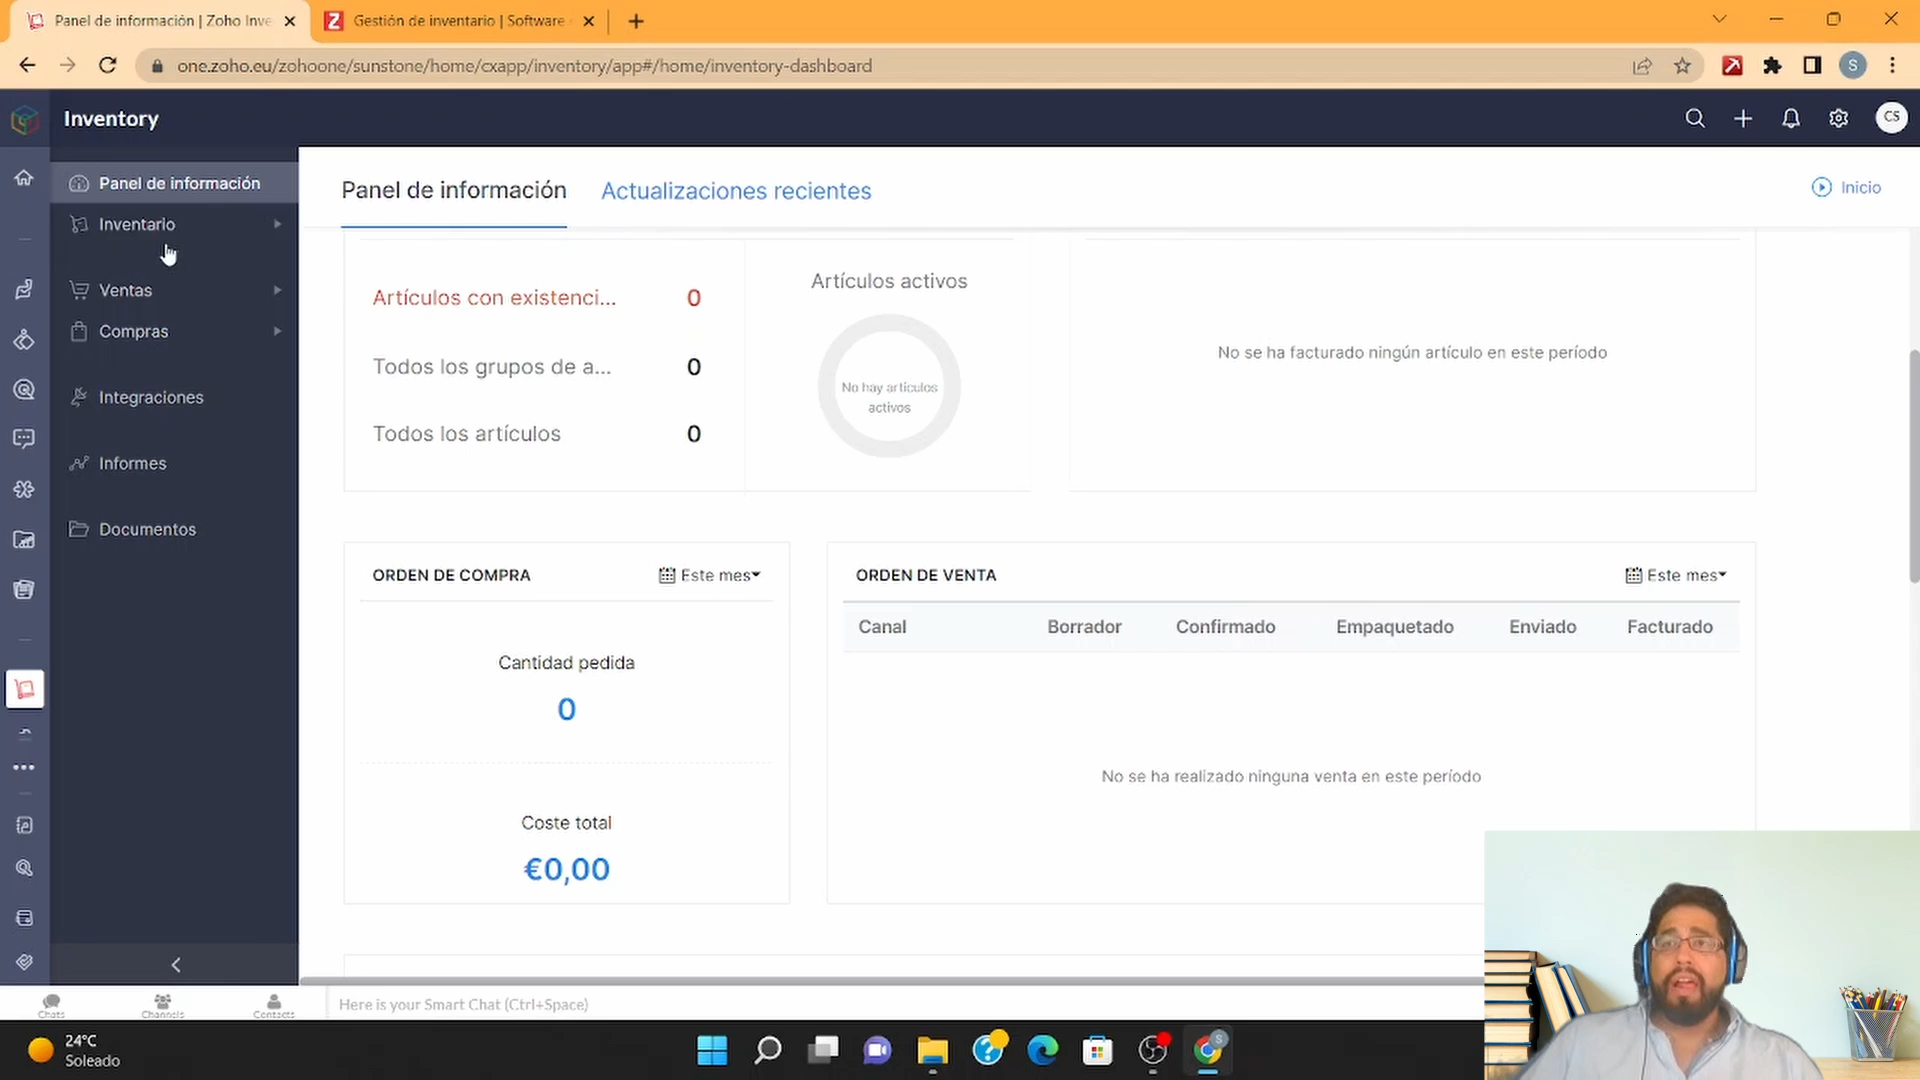 Panel de información | Zoho Inve
Gestión de inventario | Software
one.zoho.eu/zohoone/sunstone/home/cxapp/inventory/app#/home/inventory-dashboard
S
Inventory
CS
Panel de información
Inventario
Ventas
Compras
Integraciones
Informes
Documentos
Panel de información
Actualizaciones recientes
Inicio
Artículos con existenci... 0
Todos los grupos de a... 0
Todos los artículos 0
Artículos activos
No hay artículos
activos
No se ha facturado ningún artículo en este período
ORDEN DE COMPRA
Este mes
Cantidad pedida
0
Coste total
€0,00
ORDEN DE VENTA
Este mes
Canal Borrador Confirmado Empaquetado Enviado Facturado
No se ha realizado ninguna venta en este período
Chats
Channels
Contacts
Here is your Smart Chat (Ctrl+Space)
24°C
Soleado